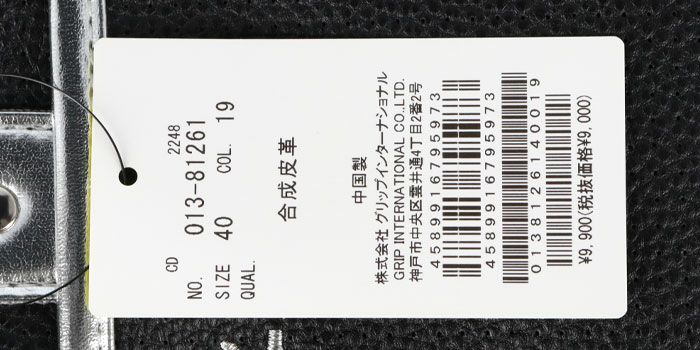 CD 2248
NO. 013-81261
SIZE 40 COL. 19
QUAL.
合成皮革
中国製
株式会社 グリップインターナショナル
GRIP INTERNATIONAL CO.,LTD.
神戸市中央区雲井通4丁目2番2号
4589916795973
4589916795973
0138126140019
¥9,900(税抜価格¥9,000)